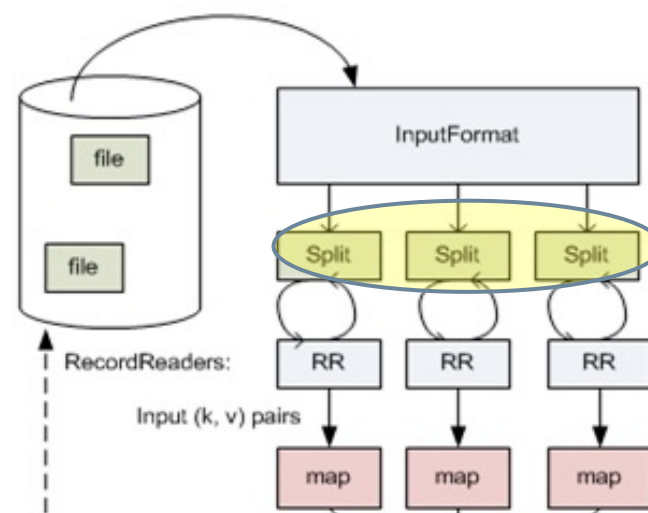 file
InputFormat
file
Split Split Split
RecordReaders: RR RR RR
Input (k, v) pairs
map map map